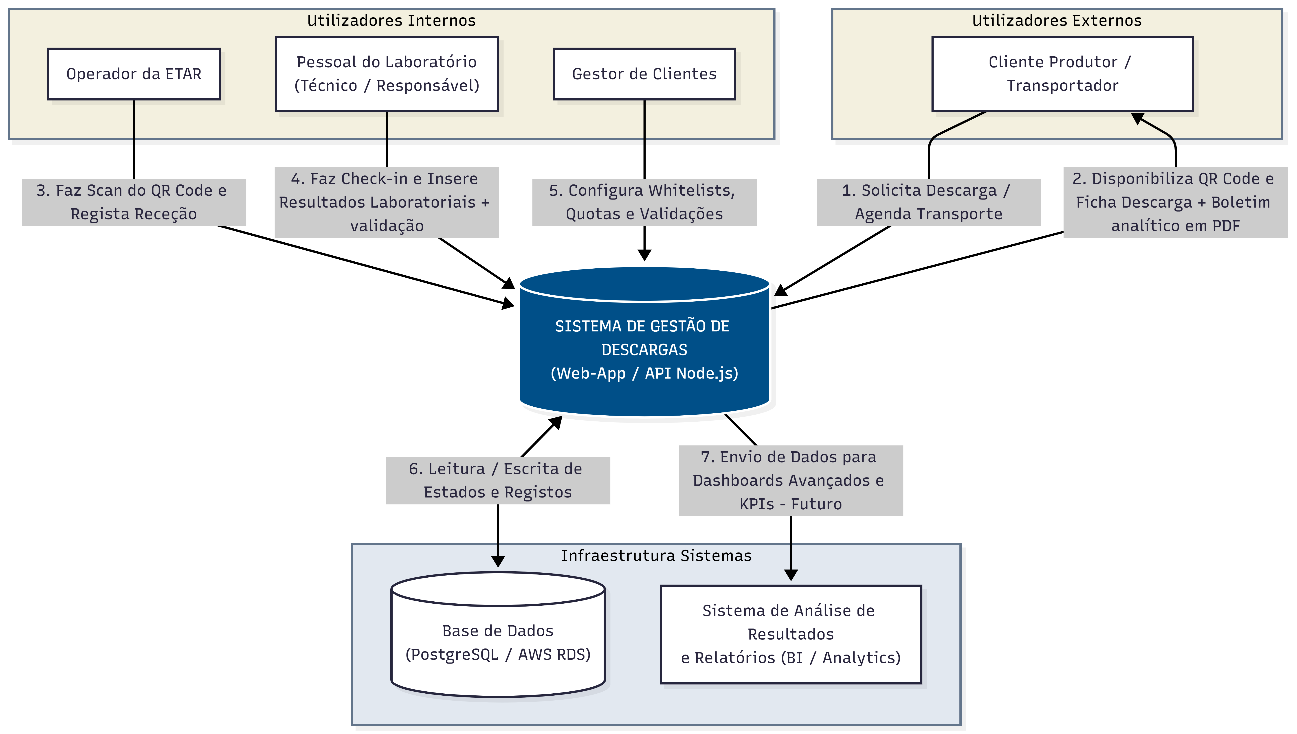 Utilizadores Internos
Utilizadores Externos
Operador da ETAR
Pessoal do Laboratório
(Técnico / Responsável)
Gestor de Clientes
Cliente Produtor /
Transportador
3. Faz Scan do QR Code e
Regista Receção
4. Faz Check-in e Insere
Resultados Laboratoriais +
validação
5. Configura Whitelists,
Quotas e Validações
1. Solicita Descarga /
Agenda Transporte
2. Disponibiliza QR Code e
Ficha Descarga + Boletim
analítico em PDF
SISTEMA DE GESTÃO DE
DESCARGAS
(Web-App / API Node.js)
6. Leitura / Escrita de
Estados e Registos
7. Envio de Dados para
Dashboards Avançados e
KPIs - Futuro
Infraestrutura Sistemas
Base de Dados
(PostgreSQL / AWS RDS)
Sistema de Análise de
Resultados
e Relatórios (BI / Analytics)